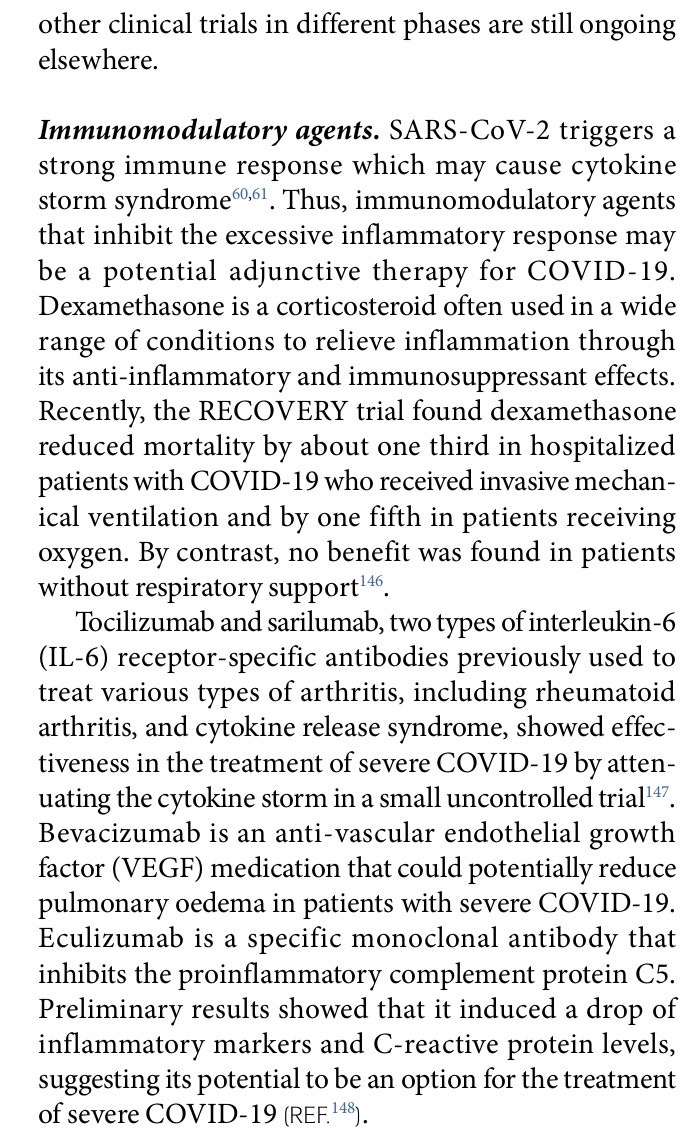 other clinical trials in different phases are still ongoing
elsewhere.
Immunomodulatory agents. SARS-CoV-2 triggers a
strong immune response which may cause cytokine
storm syndrome60,61. Thus, immunomodulatory agents
that inhibit the excessive inflammatory response may
be a potential adjunctive therapy for COVID-19.
Dexamethasone is a corticosteroid often used in a wide
range of conditions to relieve inflammation through
its anti-inflammatory and immunosuppressant effects.
Recently, the RECOVERY trial found dexamethasone
reduced mortality by about one third in hospitalized
patients with COVID-19 who received invasive mechan-
ical ventilation and by one fifth in patients receiving
oxygen. By contrast, no benefit was found in patients
without respiratory support146.
Tocilizumab and sarilumab, two types of interleukin-6
(IL-6) receptor-specific antibodies previously used to
treat various types of arthritis, including rheumatoid
arthritis, and cytokine release syndrome, showed effec-
tiveness in the treatment of severe COVID-19 by atten-
uating the cytokine storm in a small uncontrolled trial147.
Bevacizumab is an anti-vascular endothelial growth
factor (VEGF) medication that could potentially reduce
pulmonary oedema in patients with severe COVID-19.
Eculizumab is a specific monoclonal antibody that
inhibits the proinflammatory complement protein C5.
Preliminary results showed that it induced a drop of
inflammatory markers and C-reactive protein levels,
suggesting its potential to be an option for the treatment
of severe COVID-19 (REF.148).